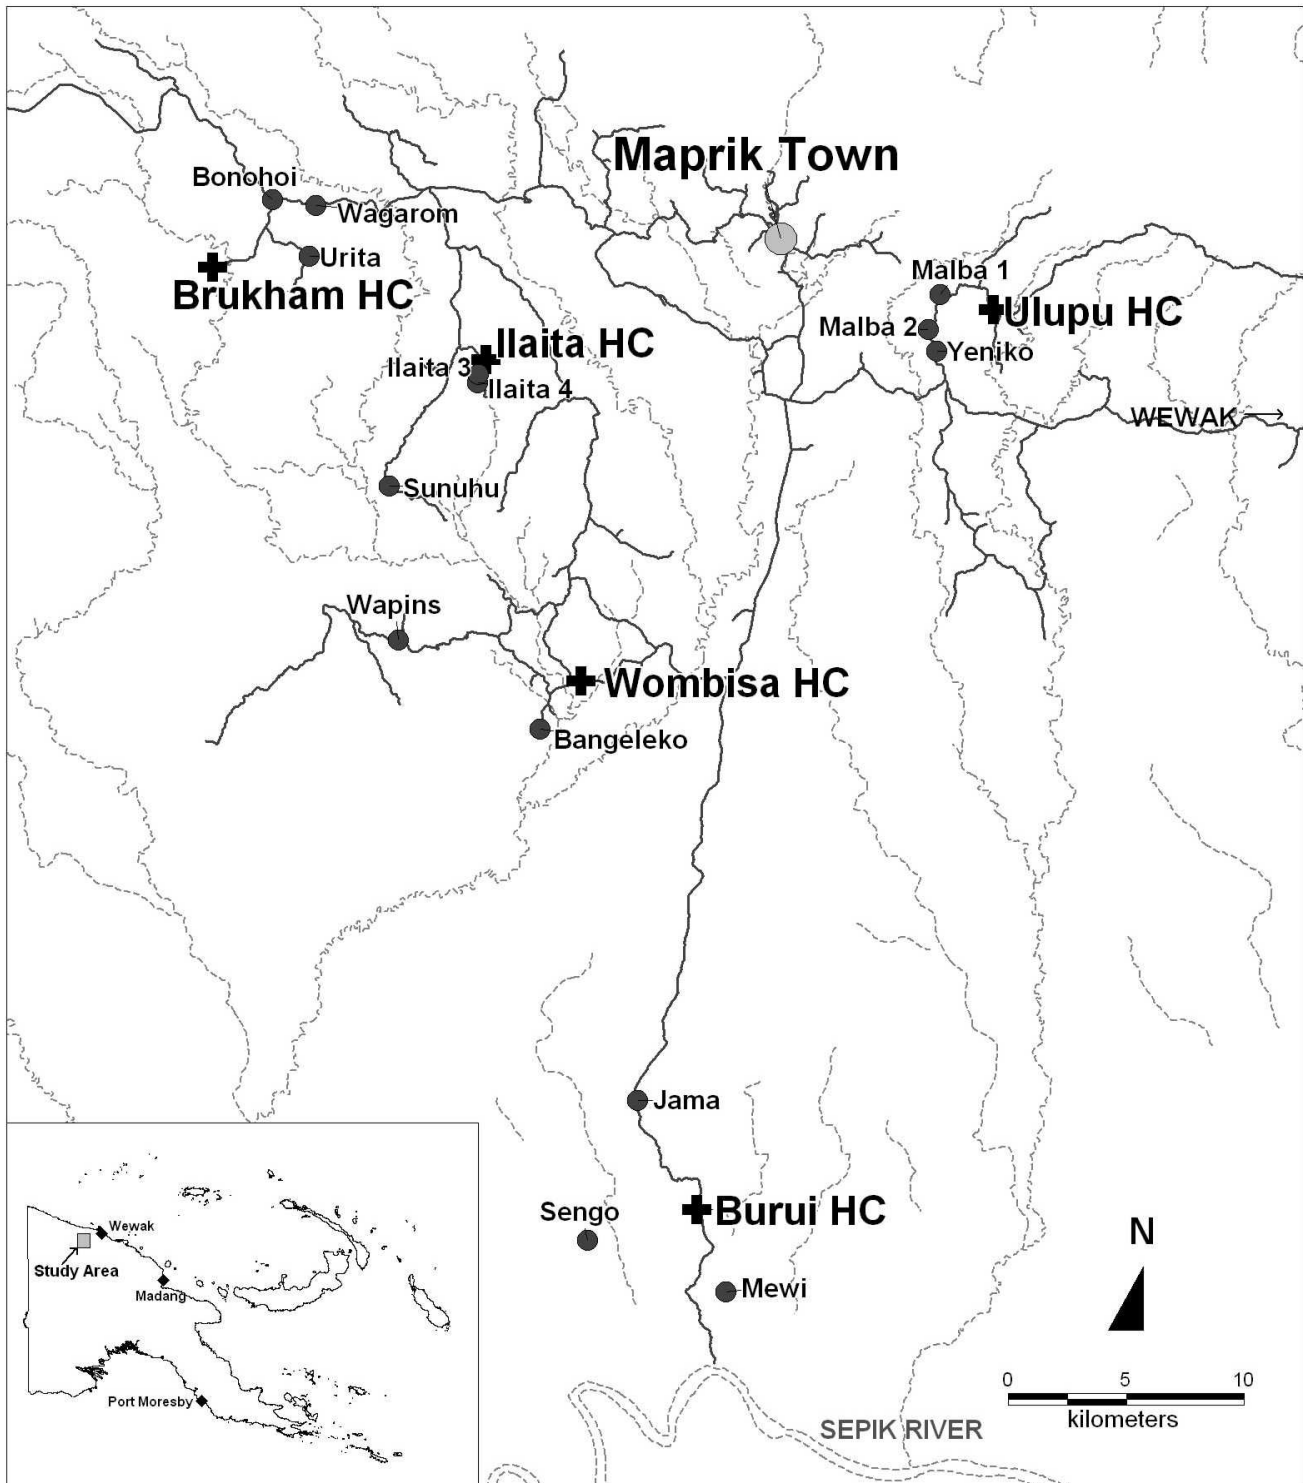 Maprik Town
Bonohoi
Wagarom
Urita
Brukham HC
Malba 1
Ulupu HC
Malba 2
Yeniko
Ilaita HC
Ilaita 3
Ilaita 4
WEWAK
Sunuhu
Wapins
Wombisa HC
Bangeleko
Jama
Sengo
Burui HC
Mewi
N
0 5 10
kilometers
SEPIK RIVER
Wewak
Study Area
Madang
Port Moresby